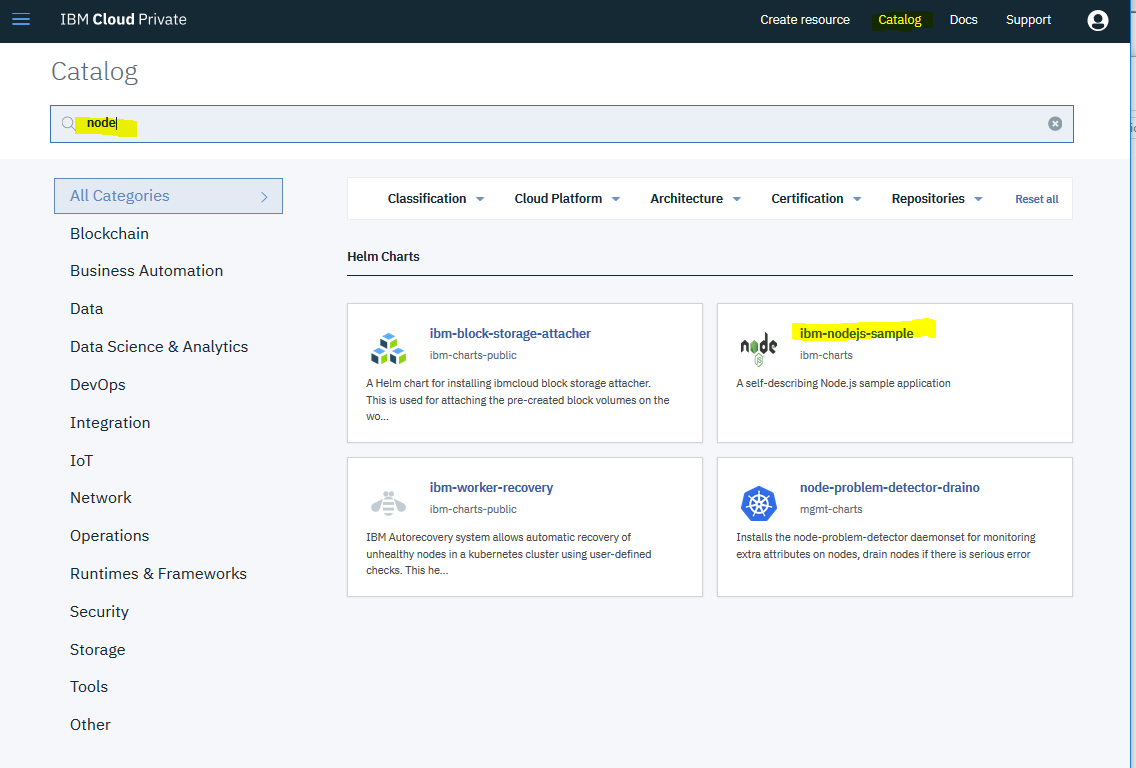 IBM Cloud Private
Create resource
Catalog
Docs
Support
Catalog
node
All Categories
Blockchain
Business Automation
Data
Data Science & Analytics
DevOps
Integration
IoT
Network
Operations
Runtimes & Frameworks
Security
Storage
Tools
Other
Classification
Cloud Platform
Architecture
Certification
Repositories
Reset all
Helm Charts
ibm-block-storage-attacher
ibm-charts-public
A Helm chart for installing ibmcloud block storage attacher.
This is used for attaching the pre-created block volumes on the
wo...
node
JS
ibm-nodejs-sample
ibm-charts
A self-describing Node.js sample application
ibm-worker-recovery
ibm-charts-public
IBM Autorecovery system allows automatic recovery of
unhealthy nodes in a kubernetes cluster using user-defined
checks. This he...
node-problem-detector-draino
mgmt-charts
Installs the node-problem-detector daemonset for monitoring
extra attributes on nodes, drain nodes if there is serious error